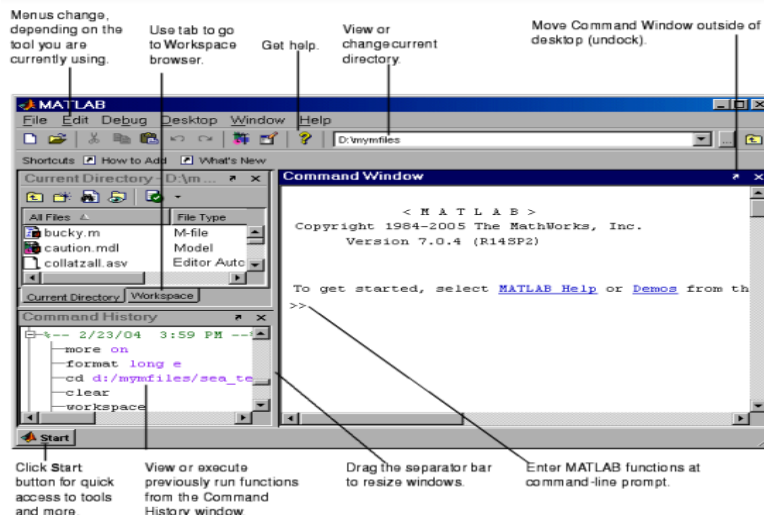 Menus change,
depending on the
tool you are
currently using.
Use tab to go
to Workspace
browser.
Get help.
View or
change current
directory.
Move Command Window outside of
desktop (undock).
MATLAB
File Edit Debug Desktop Window Help
D:\mymfiles
Shortcuts How to Add What's New
Current Directory - D:\m...
All Files File Type
bucky.m M-file
caution.mdl Model
collatzall.asv Editor Auto
Current Directory Workspace
Command History
%-- 2/23/04 3:59 PM --%
more on
format long e
cd d:/mymfiles/sea_te
clear
workspace
Command Window
< M A T L A B >
Copyright 1984-2005 The MathWorks, Inc.
Version 7.0.4 (R14SP2)
To get started, select MATLAB Help or Demos from th
>>
Start
Click Start
button for quick
access to tools
and more.
View or execute
previously run functions
from the Command
History window
Drag the separator bar
to resize windows.
Enter MATLAB functions at
command-line prompt.